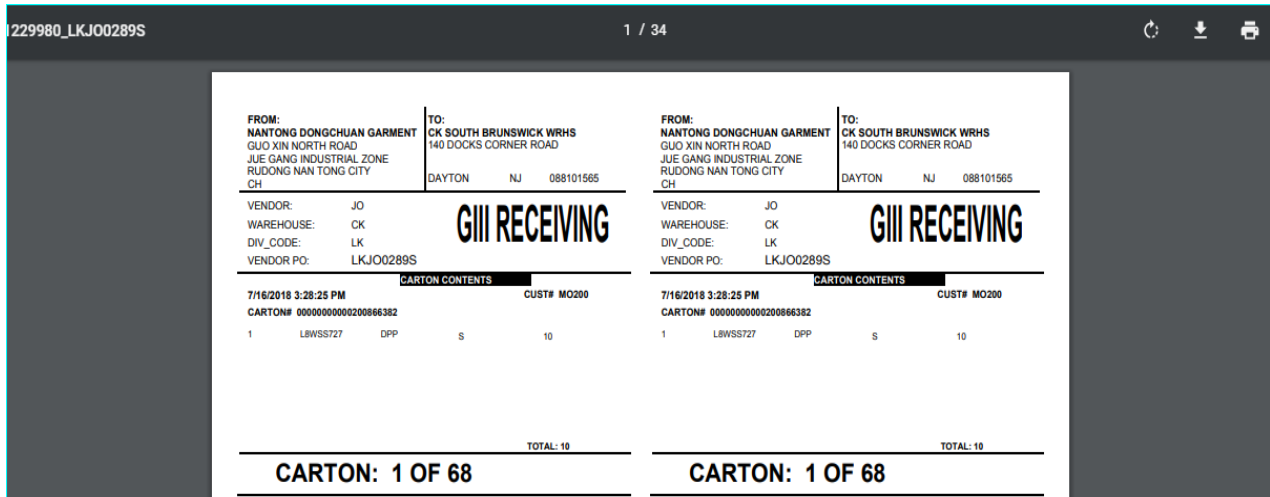 1229980_LKJO0289S
1 / 34
FROM:
NANTONG DONGCHUAN GARMENT
GUO XIN NORTH ROAD
JUE GANG INDUSTRIAL ZONE
RUDONG NAN TONG CITY
CH
TO:
CK SOUTH BRUNSWICK WRHS
140 DOCKS CORNER ROAD
DAYTON NJ 088101565
VENDOR: JO
WAREHOUSE: CK
DIV_CODE: LK
VENDOR PO: LKJO0289S
GIII RECEIVING
CARTON CONTENTS
7/16/2018 3:28:25 PM CUST# MO200
CARTON# 00000000000200866382
1 L8WSS727 DPP S 10
TOTAL: 10
CARTON: 1 OF 68
FROM:
NANTONG DONGCHUAN GARMENT
GUO XIN NORTH ROAD
JUE GANG INDUSTRIAL ZONE
RUDONG NAN TONG CITY
CH
TO:
CK SOUTH BRUNSWICK WRHS
140 DOCKS CORNER ROAD
DAYTON NJ 088101565
VENDOR: JO
WAREHOUSE: CK
DIV_CODE: LK
VENDOR PO: LKJO0289S
GIII RECEIVING
CARTON CONTENTS
7/16/2018 3:28:25 PM CUST# MO200
CARTON# 00000000000200866382
1 L8WSS727 DPP S 10
TOTAL: 10
CARTON: 1 OF 68